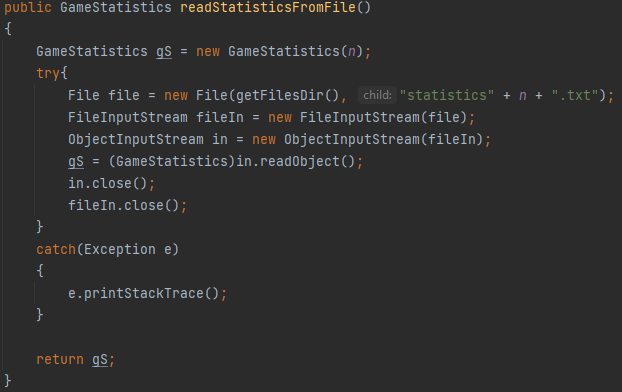 public GameStatistics readStatisticsFromFile()
{
    GameStatistics gS = new GameStatistics(n);
    try{
        File file = new File(getFilesDir(), child: "statistics" + n + ".txt");
        FileInputStream fileIn = new FileInputStream(file);
        ObjectInputStream in = new ObjectInputStream(fileIn);
        gS = (GameStatistics)in.readObject();
        in.close();
        fileIn.close();
    }
    catch(Exception e)
    {
        e.printStackTrace();
    }

    return gS;
}